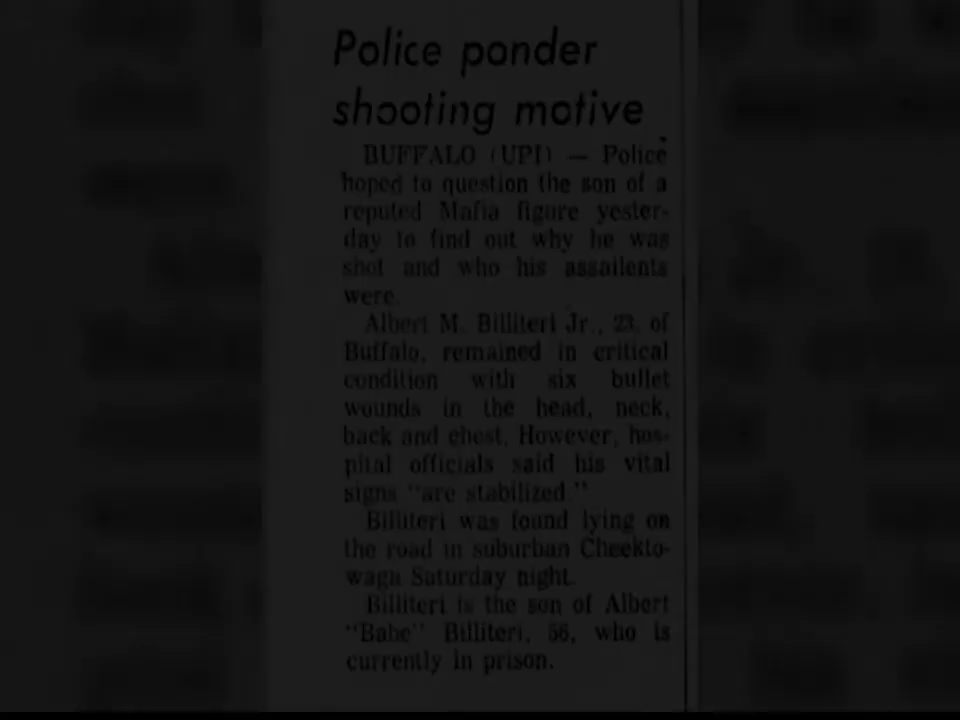 Police ponder
shooting motive
BUFFALO (UPI) — Police
hoped to question the son of a
reputed Mafia figure yester-
day to find out why he was
shot and who his assailents
were.
Albert M. Billiteri Jr., 23, of
Buffalo, remained in critical
condition with six bullet
wounds in the head, neck,
back and chest. However, hos-
pital officials said his vital
signs "are stabilized."
Billiteri was found lying on
the road in suburban Cheekto-
waga Saturday night.
Billiteri is the son of Albert
"Babe" Billiteri, 56, who is
currently in prison.